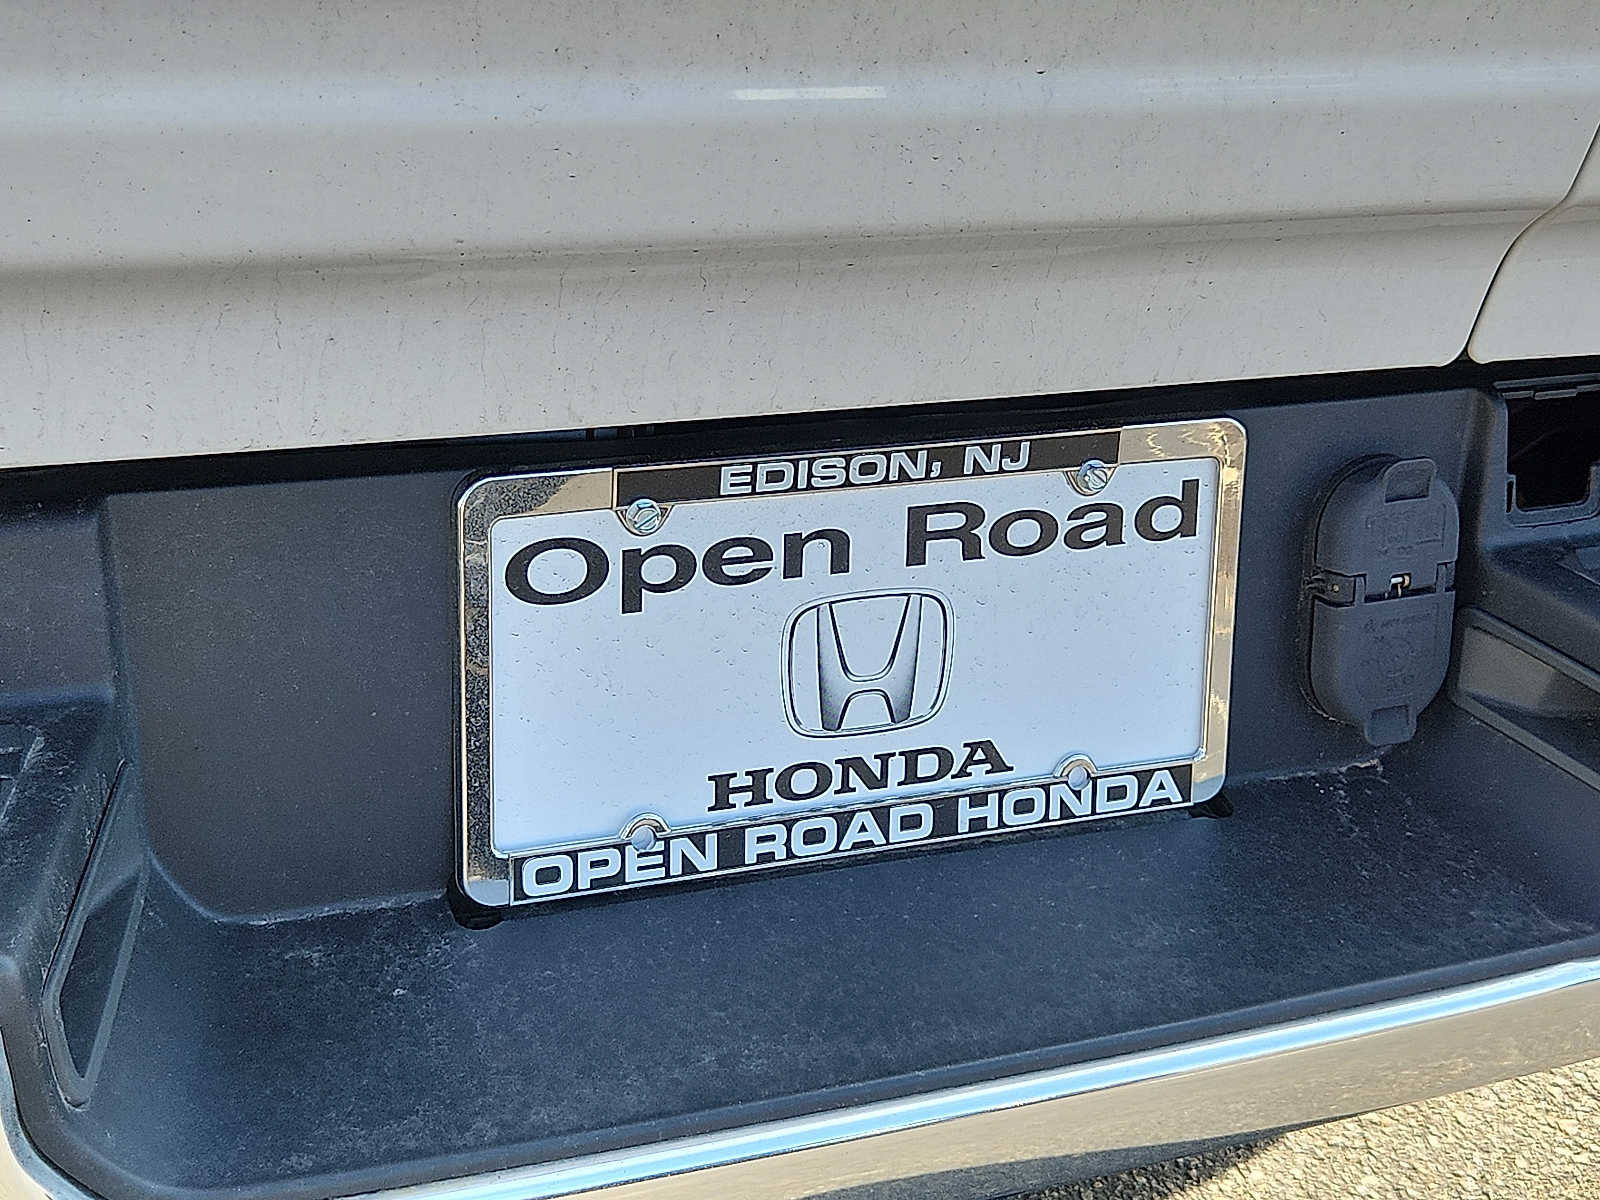 EDISON, NJ
Open Road
HONDA
OPEN ROAD HONDA